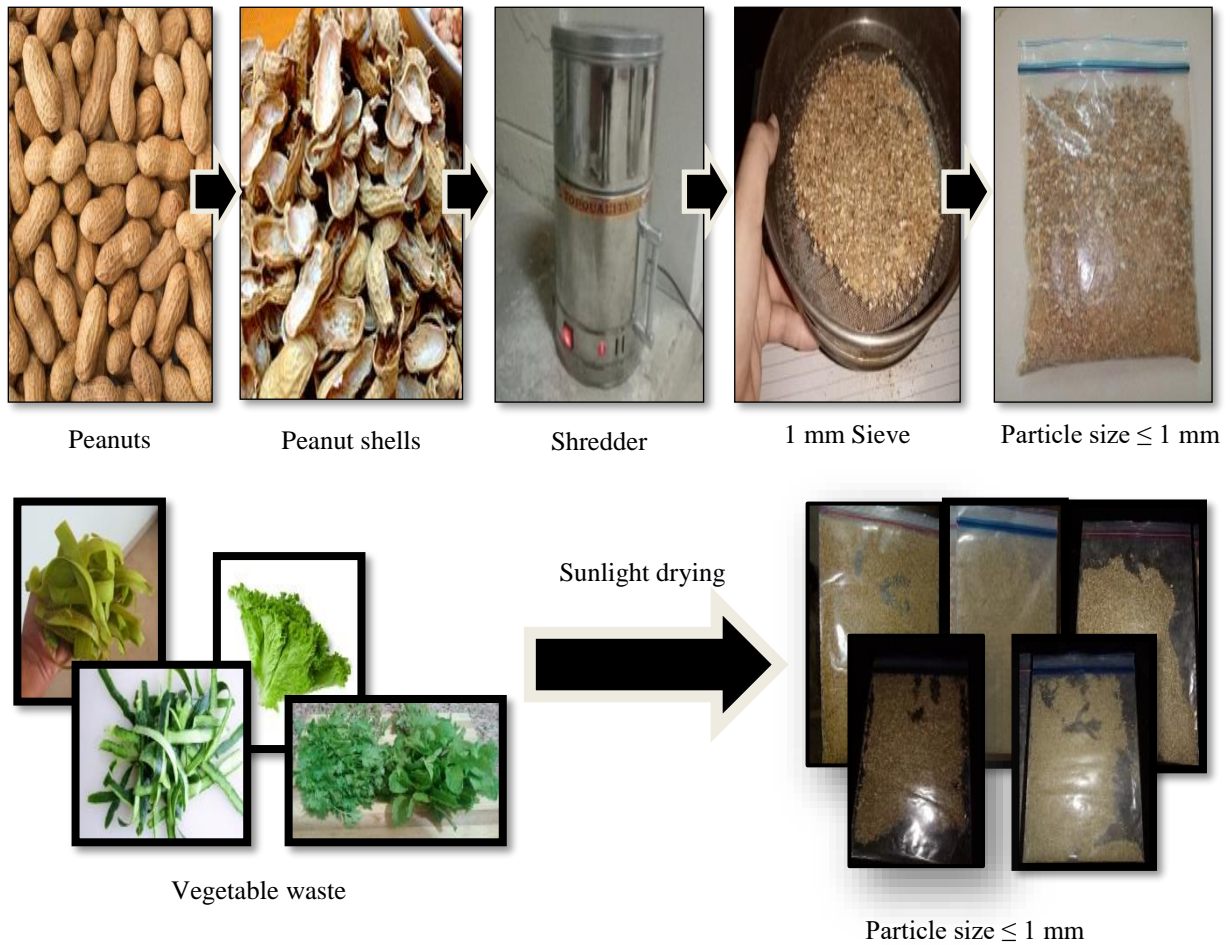 TOPQUALITY
Peanuts
Peanut shells
Shredder
1 mm Sieve
Particle size ≤ 1 mm
Sunlight drying
Vegetable waste
Particle size ≤ 1 mm